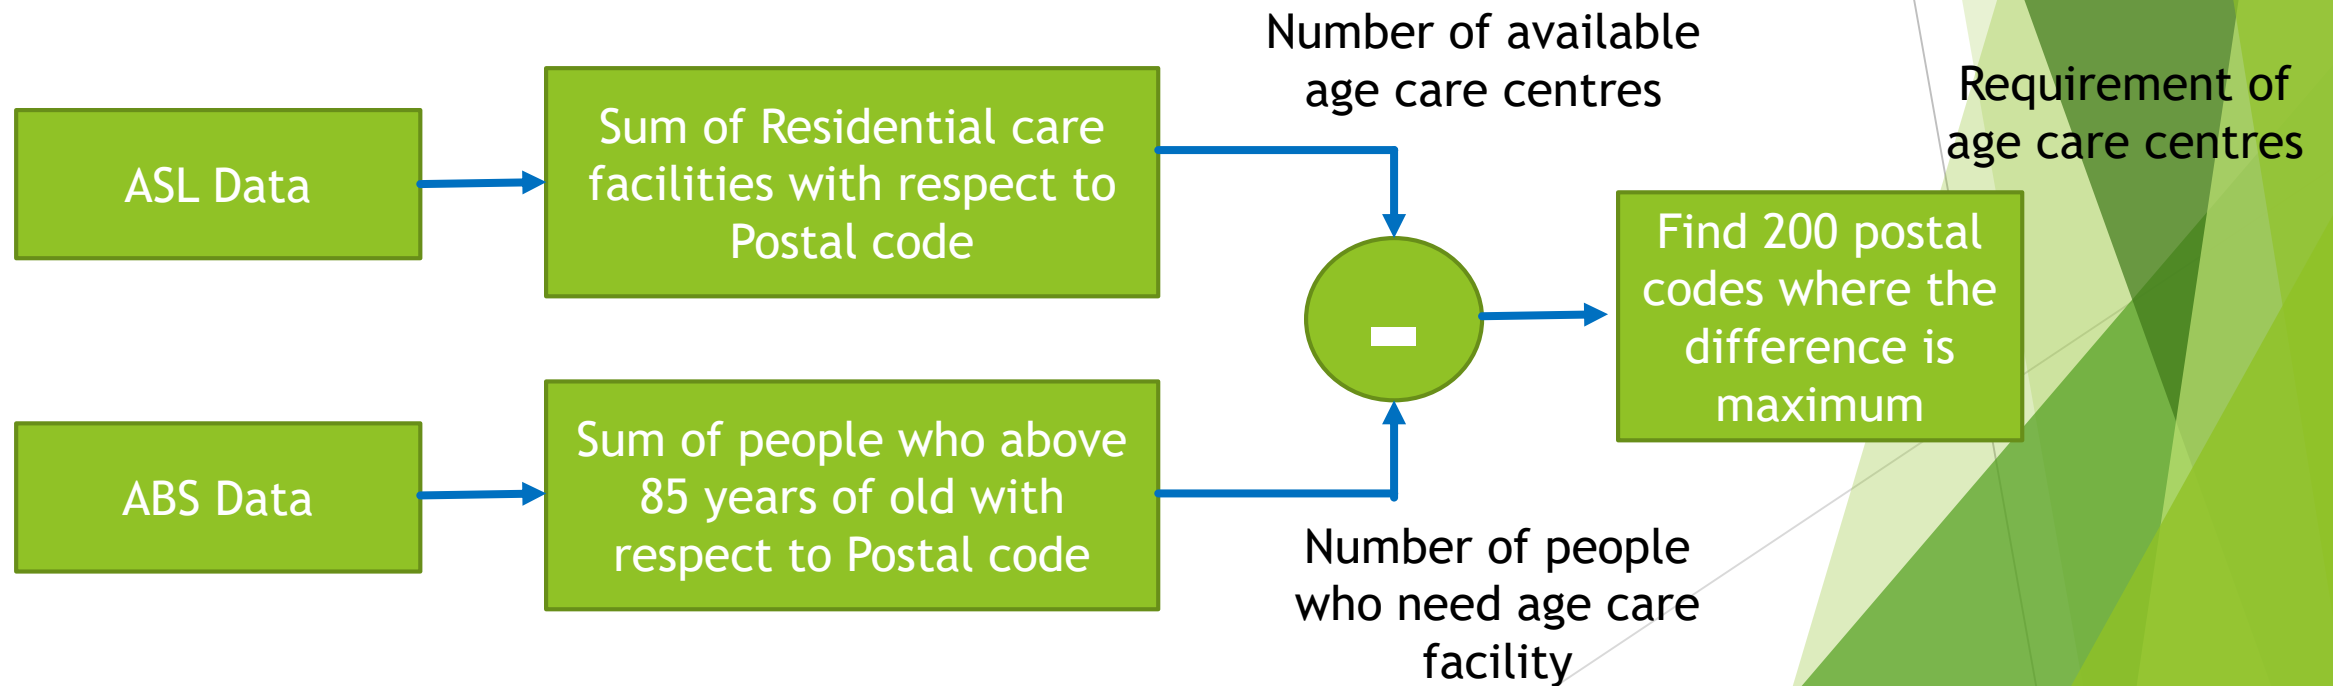 ASL Data
Sum of Residential care
facilities with respect to
Postal code
Number of available
age care centres
Requirement of
age care centres
-
Find 200 postal
codes where the
difference is
maximum
ABS Data
Sum of people who above
85 years of old with
respect to Postal code
Number of people
who need age care
facility